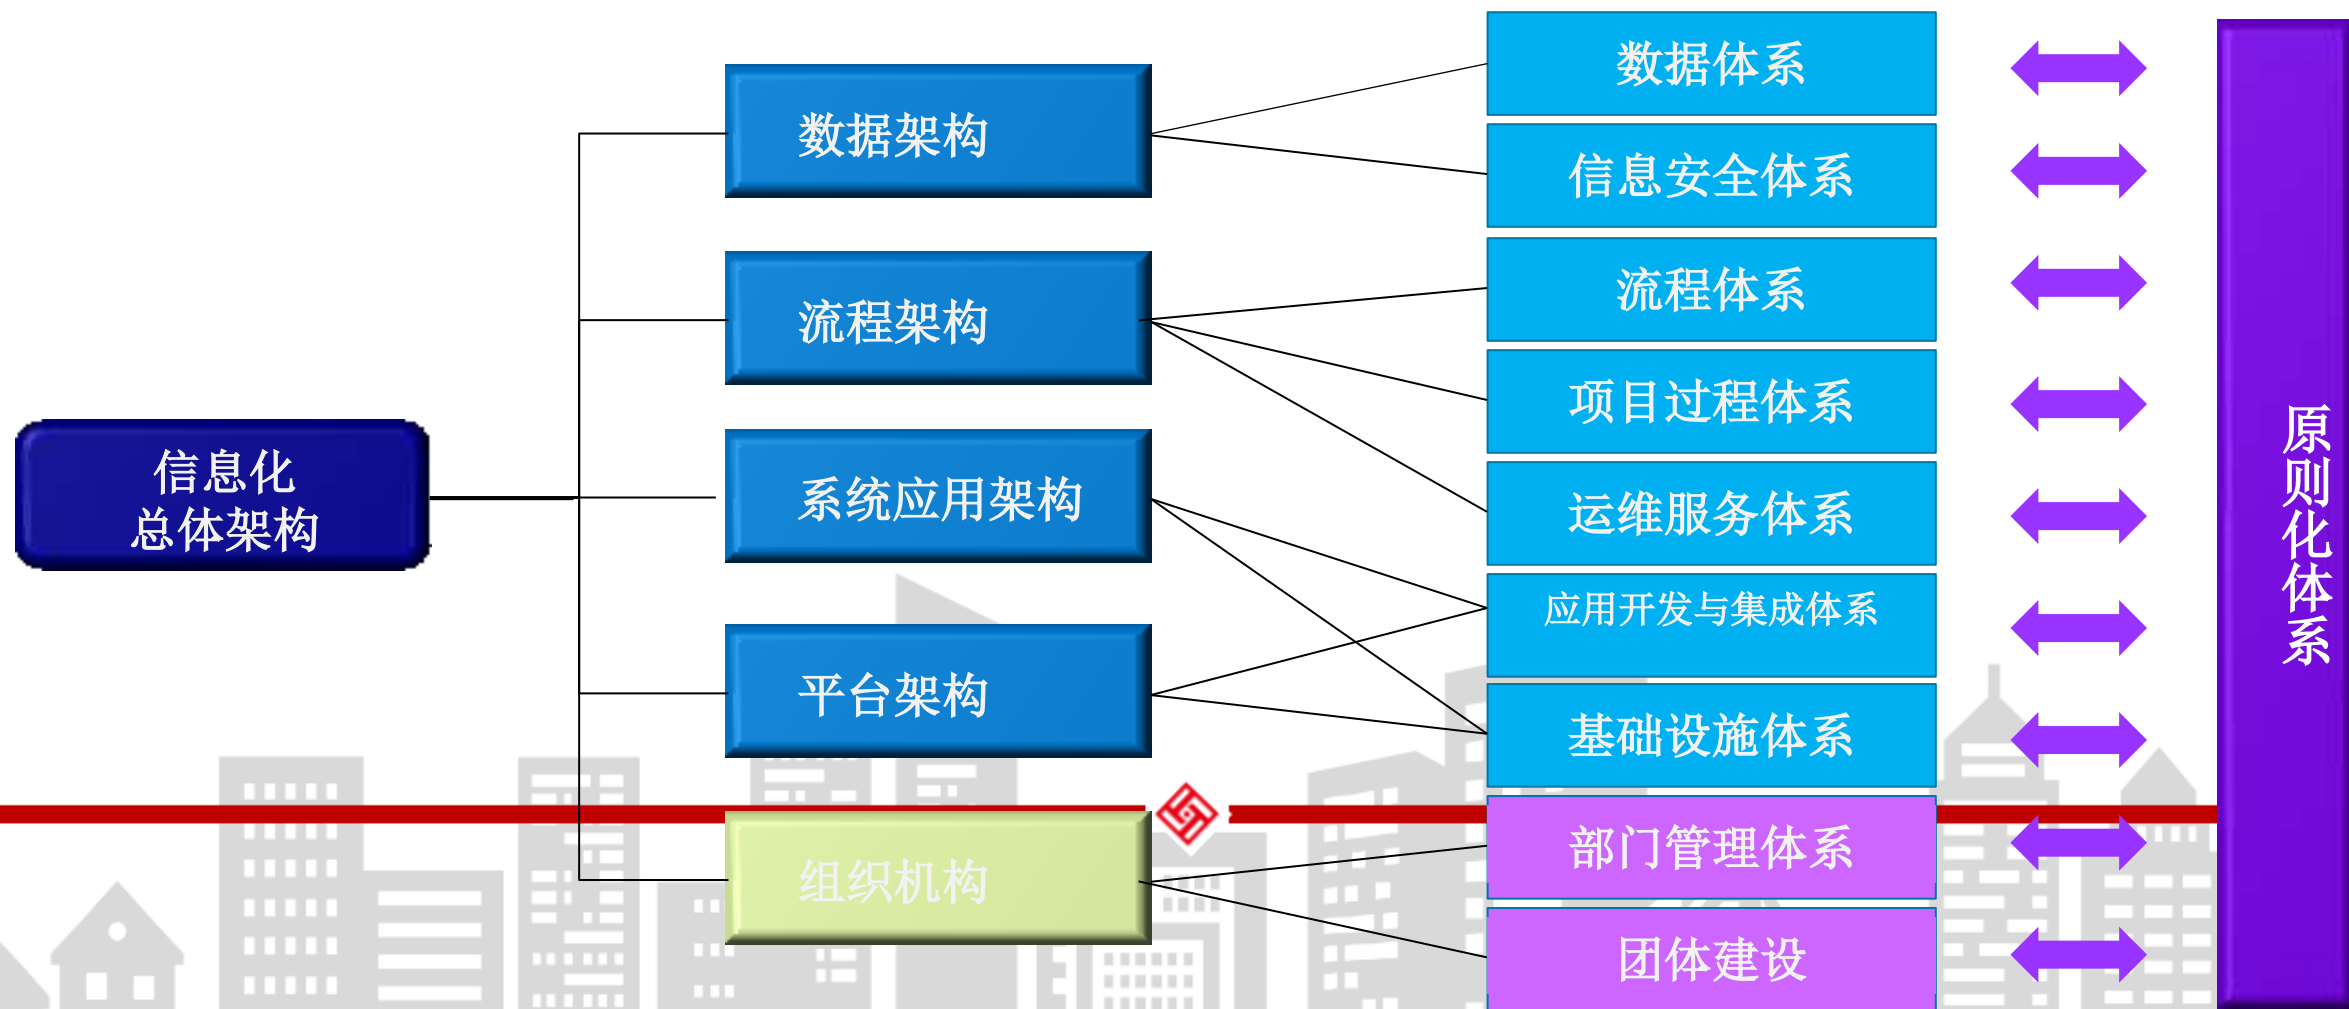 信息化
总体架构
数据架构
流程架构
系统应用架构
平台架构
组织机构
数据体系
信息安全体系
流程体系
项目过程体系
运维服务体系
应用开发与集成体系
基础设施体系
部门管理体系
团体建设
原则化体系